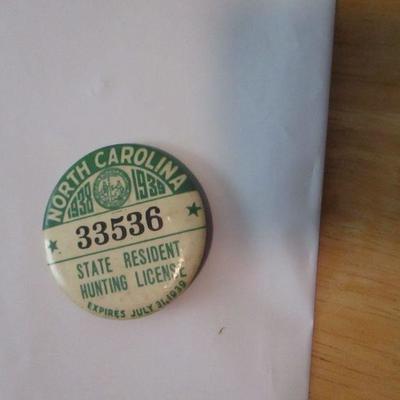 NORTH CAROLINA
1938 1939
33536
STATE RESIDENT
HUNTING LICENSE
EXPIRES JULY 31, 1939